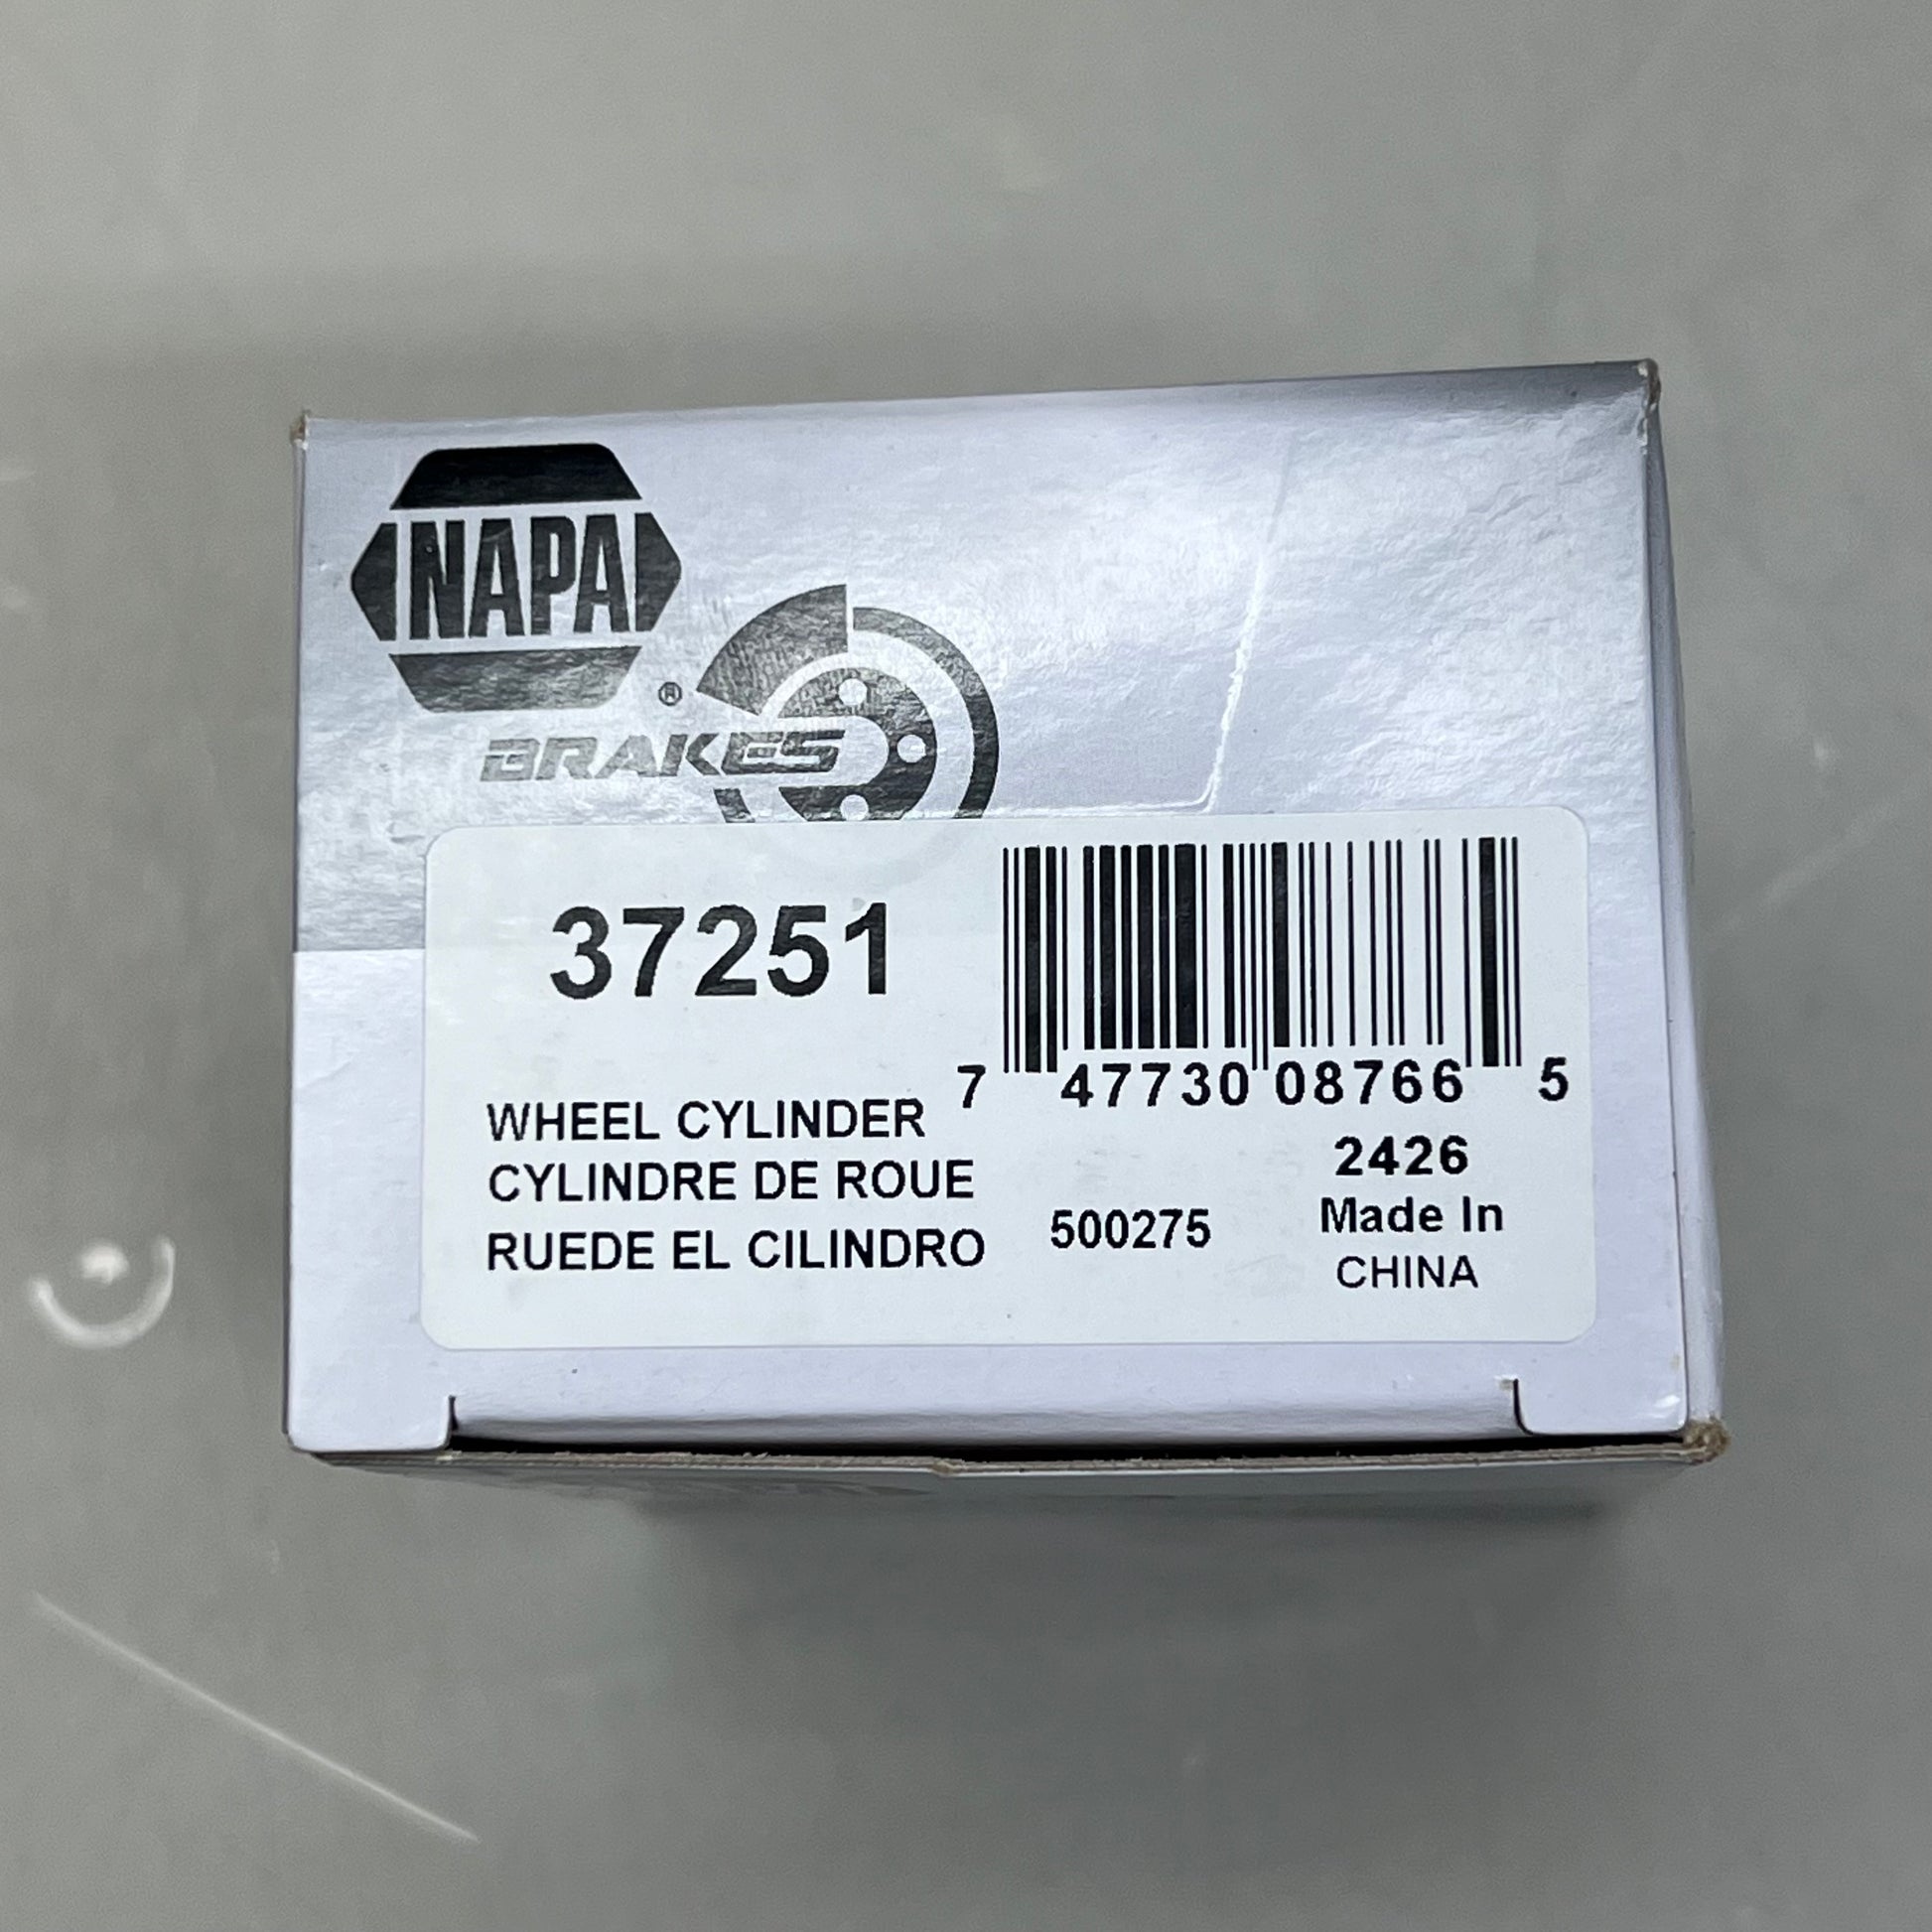 NAPA
®
BRAKES
37251
7 47730 08766 5
WHEEL CYLINDER
CYLINDRE DE ROUE
RUEDE EL CILINDRO
500275
2426
Made In
CHINA